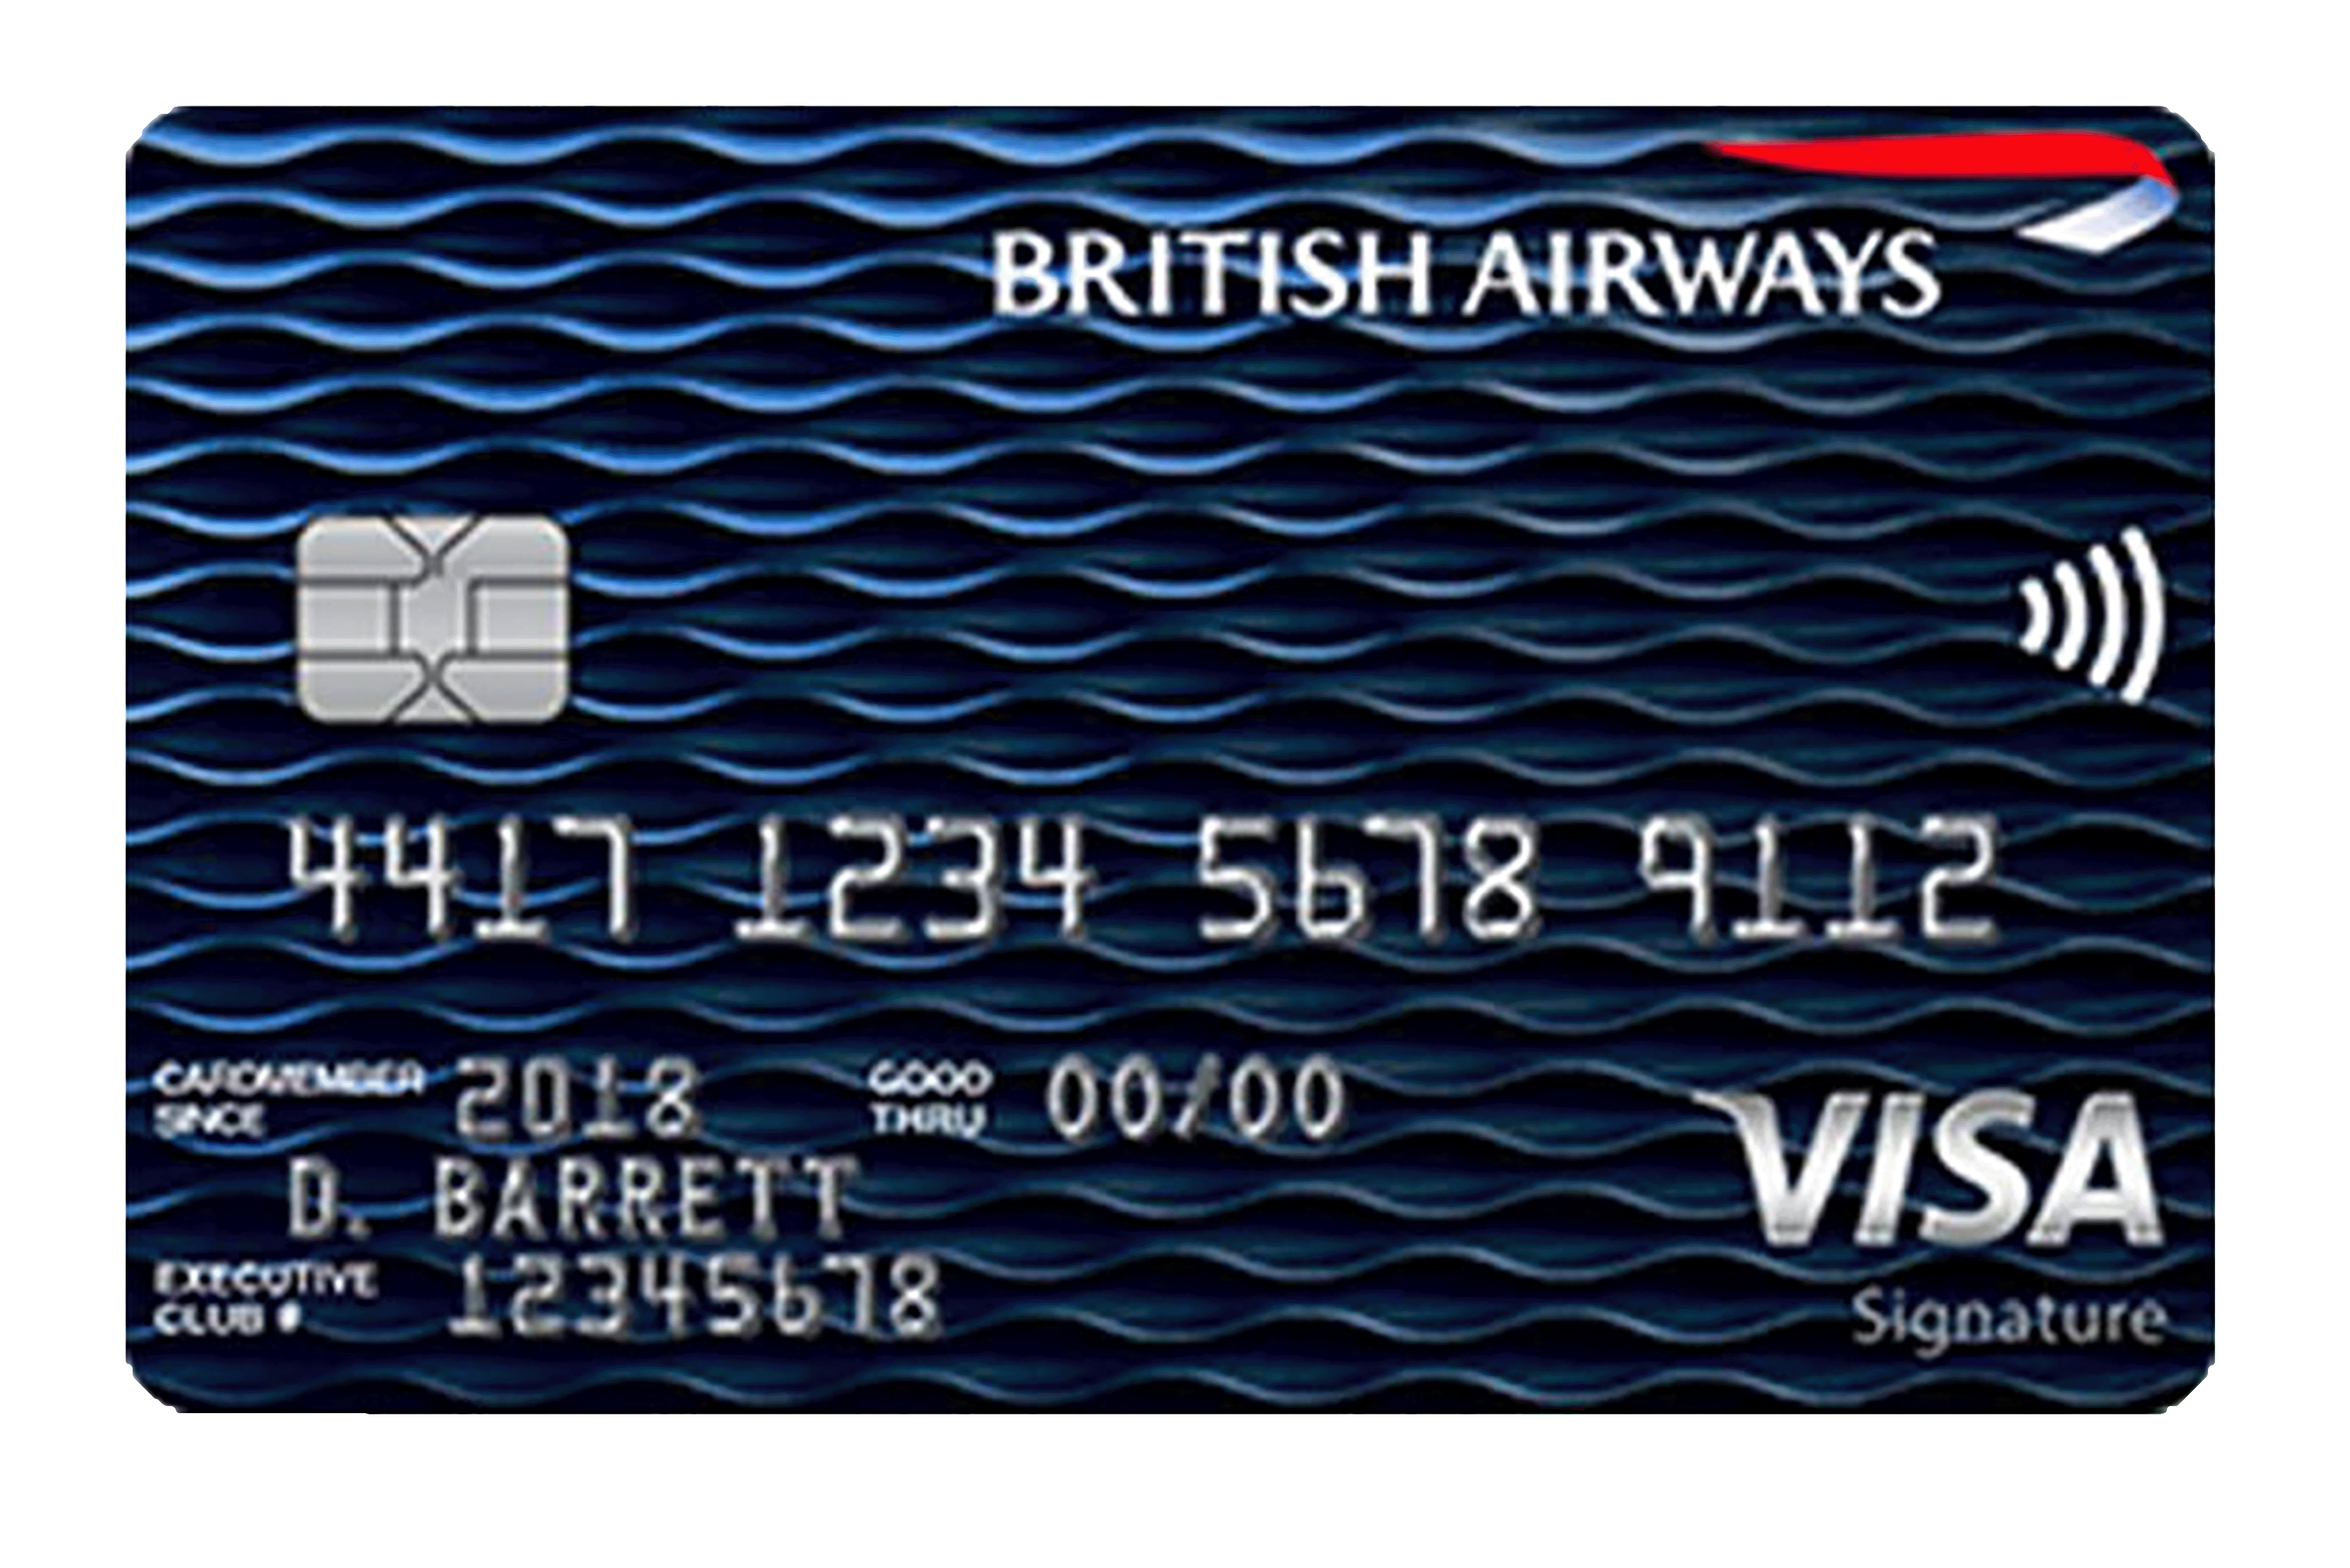 BRITISH AIRWAYS
4417 1234 5678 9112
CARDMEMBER SINCE 2018 GOOD THRU 00/00
D. BARRETT
EXECUTIVE CLUB # 12345678
VISA
Signature